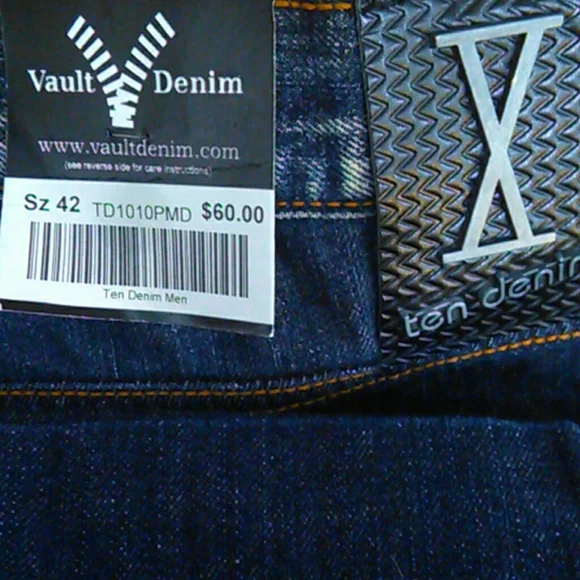 Vault Denim
www.vaultdenim.com
(see reverse side for care instructions)
Sz 42 TD1010PMD $60.00
Ten Denim Men
X
ten denim